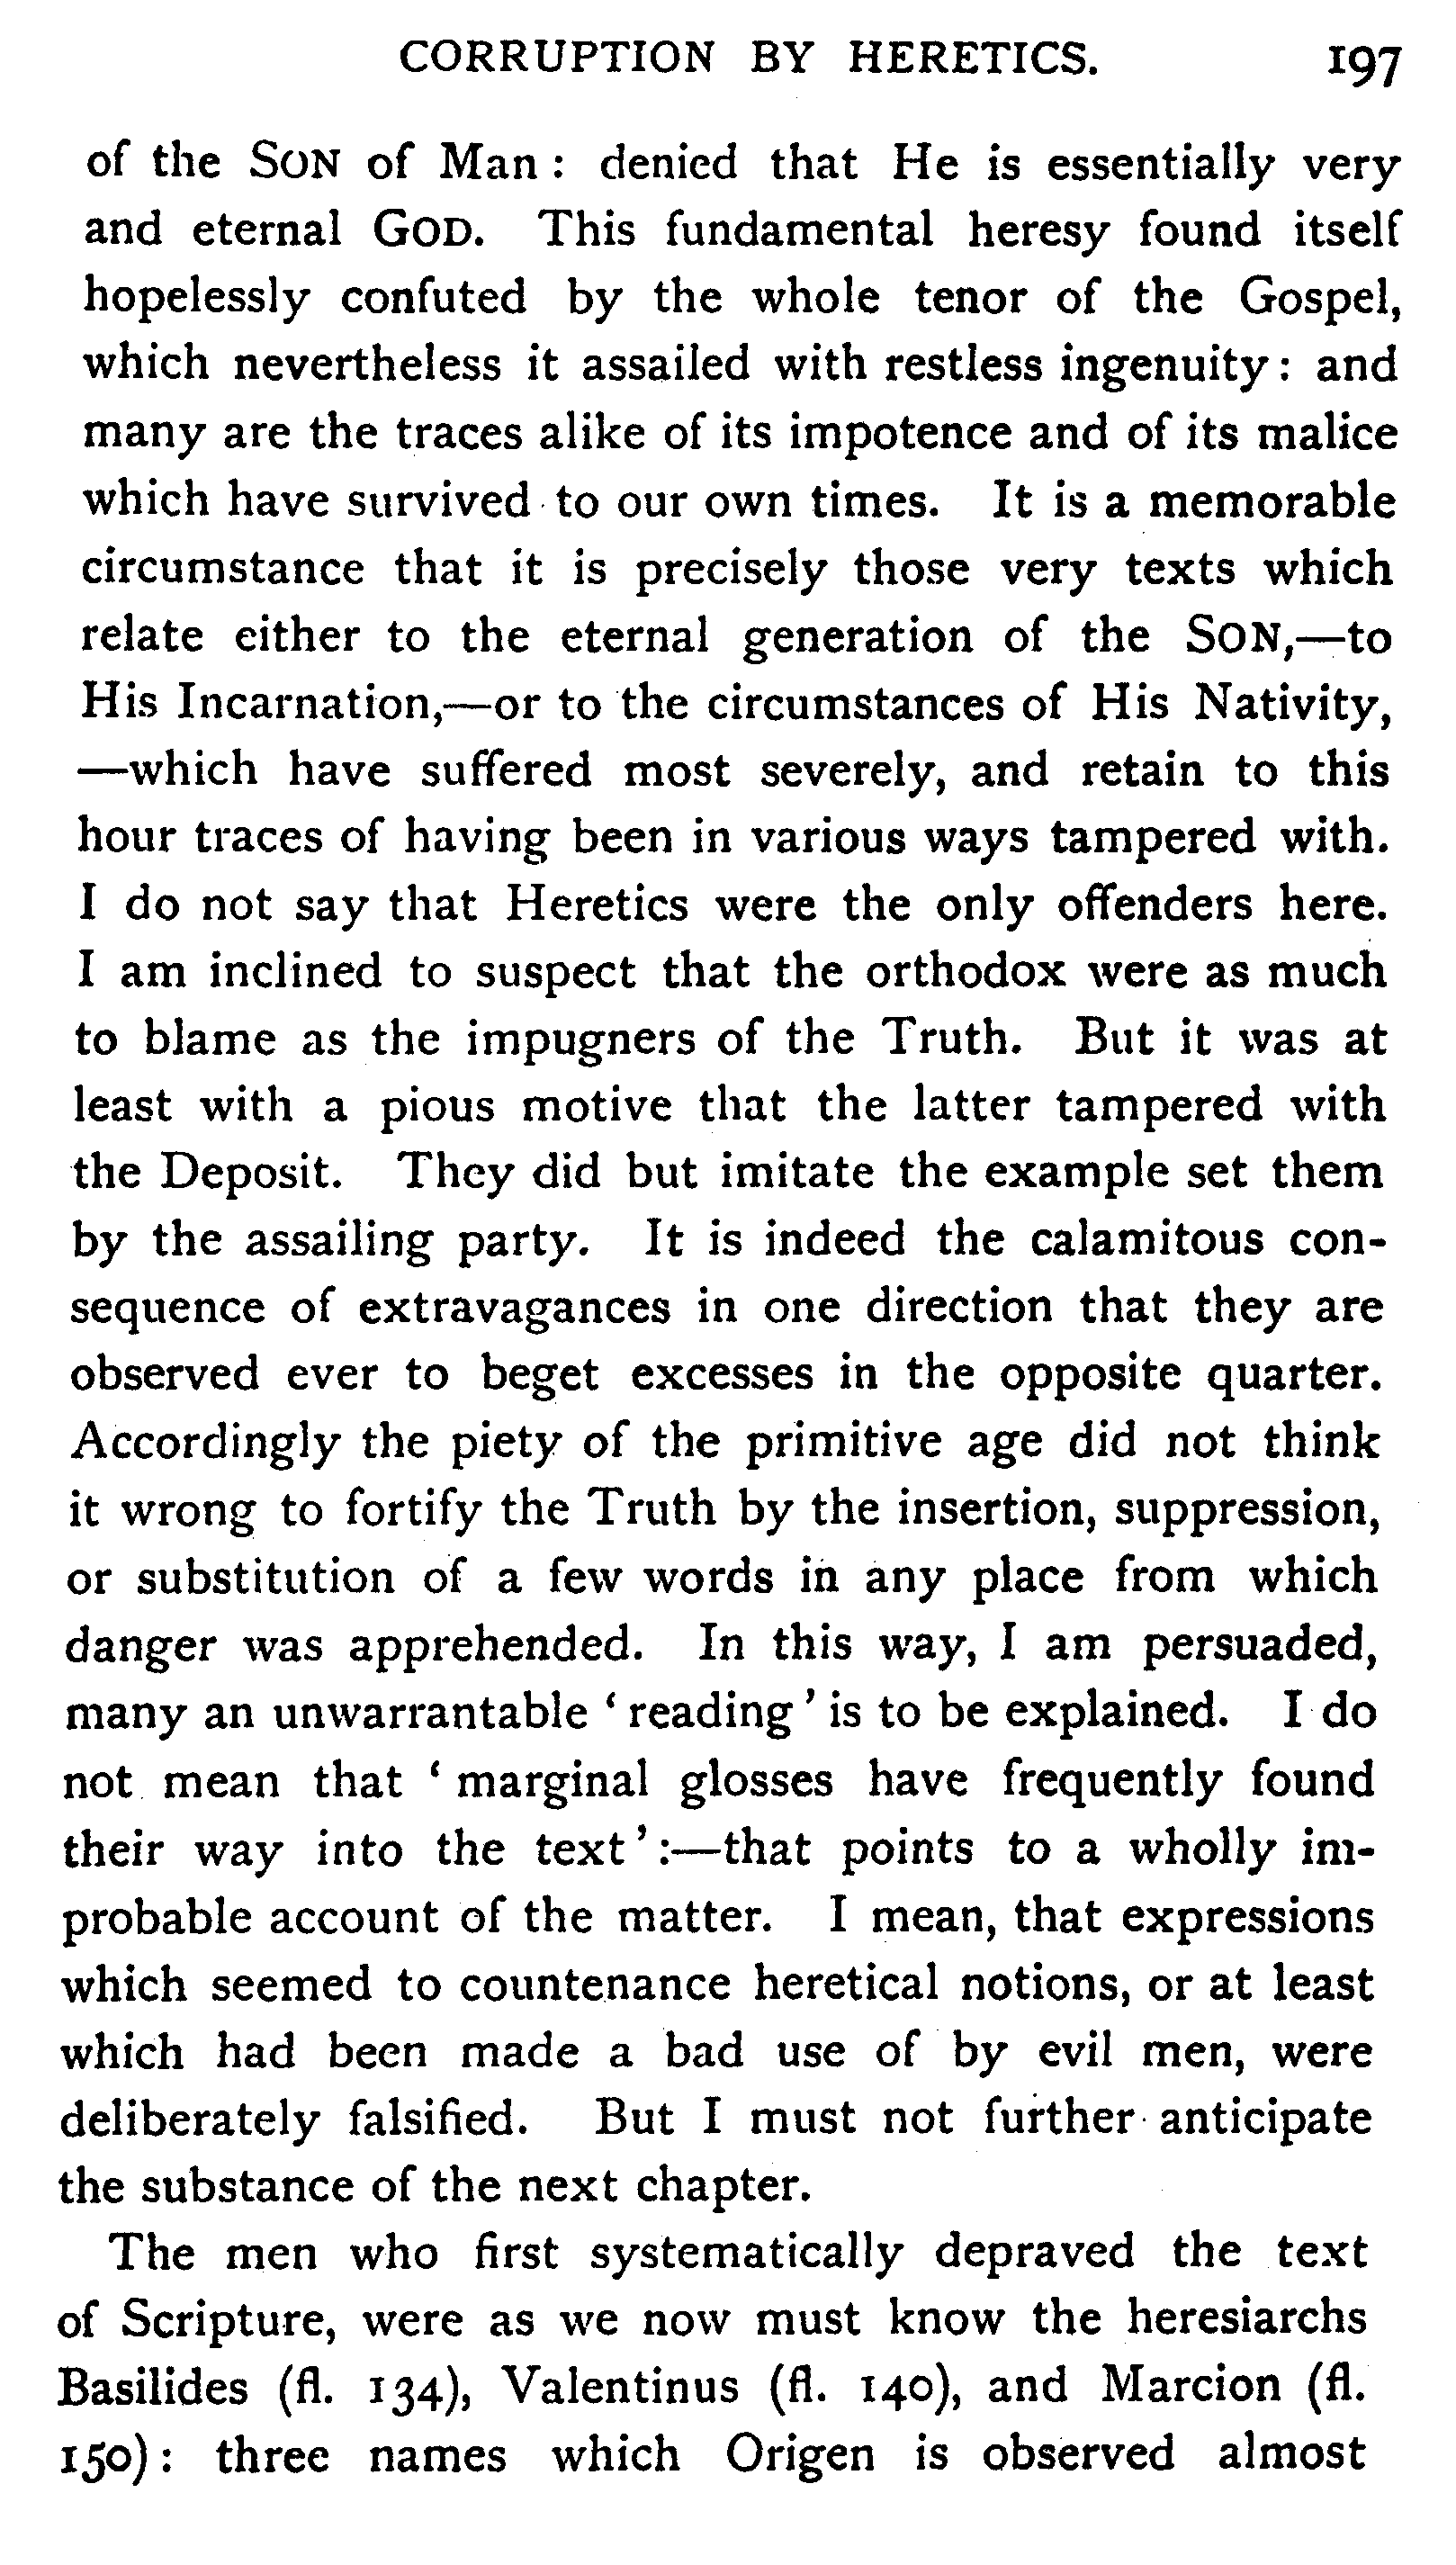 CORRUPTION BY HERETICS. 197
of the SON of Man : denied that He is essentially very
and eternal GOD. This fundamental heresy found itself
hopelessly confuted by the whole tenor of the Gospel,
which nevertheless it assailed with restless ingenuity : and
many are the traces alike of its impotence and of its malice
which have survived to our own times. It is a memorable
circumstance that it is precisely those very texts which
relate either to the eternal generation of the SON,—to
His Incarnation,—or to the circumstances of His Nativity,
—which have suffered most severely, and retain to this
hour traces of having been in various ways tampered with.
I do not say that Heretics were the only offenders here.
I am inclined to suspect that the orthodox were as much
to blame as the impugners of the Truth. But it was at
least with a pious motive that the latter tampered with
the Deposit. They did but imitate the example set them
by the assailing party. It is indeed the calamitous con-
sequence of extravagances in one direction that they are
observed ever to beget excesses in the opposite quarter.
Accordingly the piety of the primitive age did not think
it wrong to fortify the Truth by the insertion, suppression,
or substitution of a few words in any place from which
danger was apprehended. In this way, I am persuaded,
many an unwarrantable ‘ reading ’ is to be explained. I do
not mean that ‘ marginal glosses have frequently found
their way into the text ’ :—that points to a wholly im-
probable account of the matter. I mean, that expressions
which seemed to countenance heretical notions, or at least
which had been made a bad use of by evil men, were
deliberately falsified. But I must not further anticipate
the substance of the next chapter.
The men who first systematically depraved the text
of Scripture, were as we now must know the heresiarchs
Basilides (fl. 134), Valentinus (fl. 140), and Marcion (fl.
150) : three names which Origen is observed almost